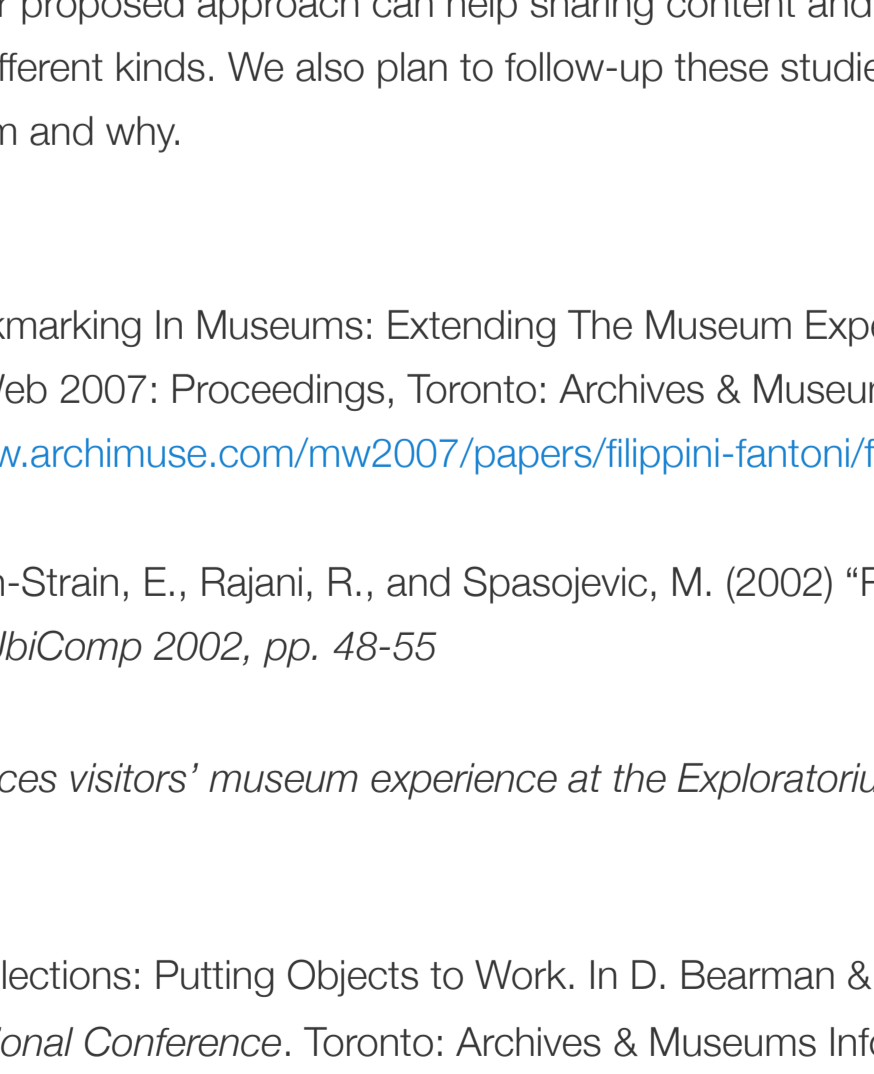 proposed approach can help sharing content and
fferent kinds. We also plan to follow-up these studie
m and why.
kmarking In Museums: Extending The Museum Expe
Web 2007: Proceedings, Toronto: Archives & Museum
w.archimuse.com/mw2007/papers/filippini-fantoni/f
n-Strain, E., Rajani, R., and Spasojevic, M. (2002) “
UbiComp 2002, pp. 48-55
ces visitors’ museum experience at the Exploratoriu
llections: Putting Objects to Work. In D. Bearman &
ional Conference. Toronto: Archives & Museums Info